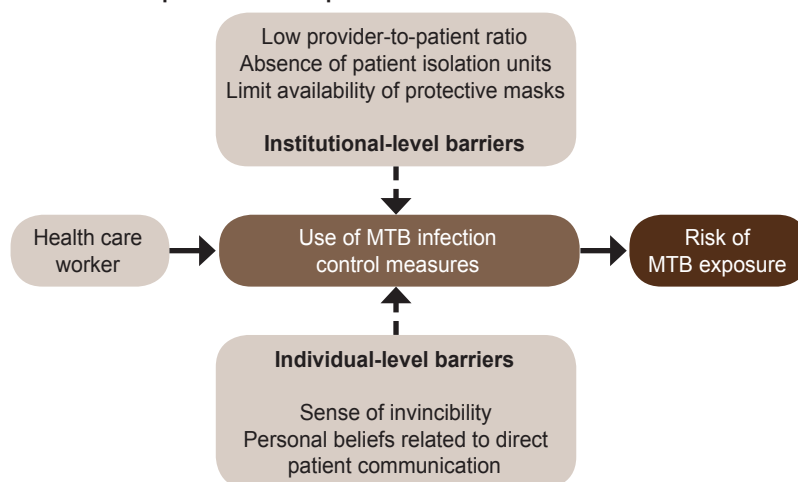 Low provider-to-patient ratio
Absence of patient isolation units
Limit availability of protective masks
Institutional-level barriers
Health care
worker
Use of MTB infection
control measures
Risk of
MTB exposure
Individual-level barriers
Sense of invincibility
Personal beliefs related to direct
patient communication